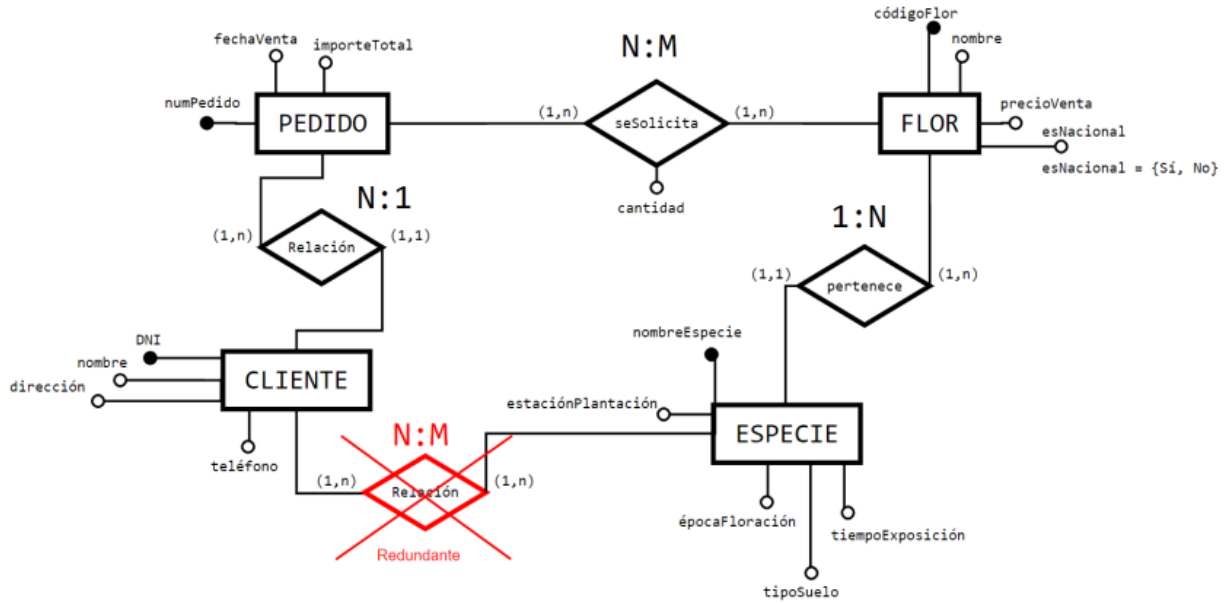 códigoFlor
fechaVenta
importeTotal
N:M
nombre
numPedido
PEDIDO
(1,n)
seSolicita
(1,n)
FLOR
precioVenta
esNacional
esNacional = {Sí, No}
cantidad
N:1
(1,n)
Relación
(1,1)
1:N
(1,1)
pertenece
(1,n)
DNI
nombre
dirección
CLIENTE
teléfono
nombreEspecie
estaciónPlantación
ESPECIE
N:M
(1,n)
Relación
(1,n)
Redundante
épocaFloración
tiempoExposición
tipoSuelo